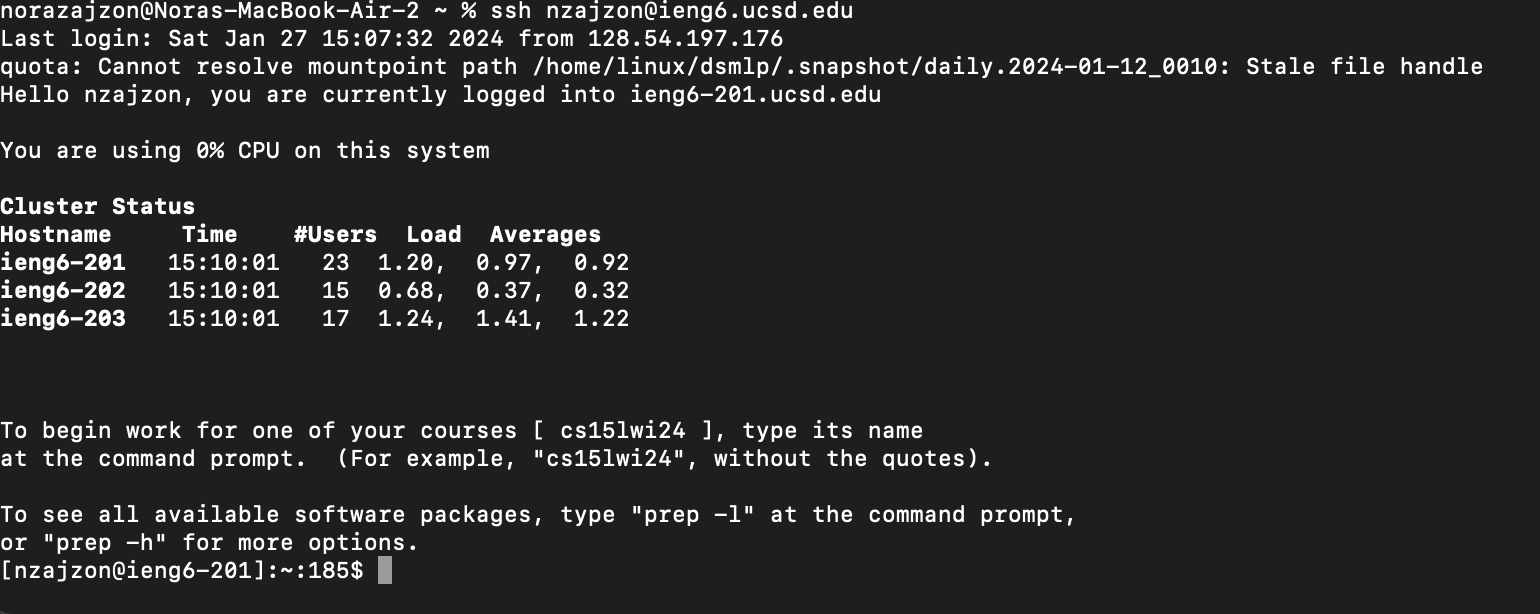 norazajzon@Noras-MacBook-Air-2 ~ % ssh nzajzon@ieng6.ucsd.edu
Last login: Sat Jan 27 15:07:32 2024 from 128.54.197.176
quota: Cannot resolve mountpoint path /home/linux/dsmlp/.snapshot/daily.2024-01-12_0010: Stale file handle
Hello nzajzon, you are currently logged into ieng6-201.ucsd.edu
You are using 0% CPU on this system
Cluster Status
Hostname     Time    #Users  Load  Averages
ieng6-201   15:10:01   23  1.20,  0.97,  0.92
ieng6-202   15:10:01   15  0.68,  0.37,  0.32
ieng6-203   15:10:01   17  1.24,  1.41,  1.22
To begin work for one of your courses [ cs15lwi24 ], type its name
at the command prompt.  (For example, "cs15lwi24", without the quotes).
To see all available software packages, type "prep -l" at the command prompt,
or "prep -h" for more options.
[nzajzon@ieng6-201]:~:185$